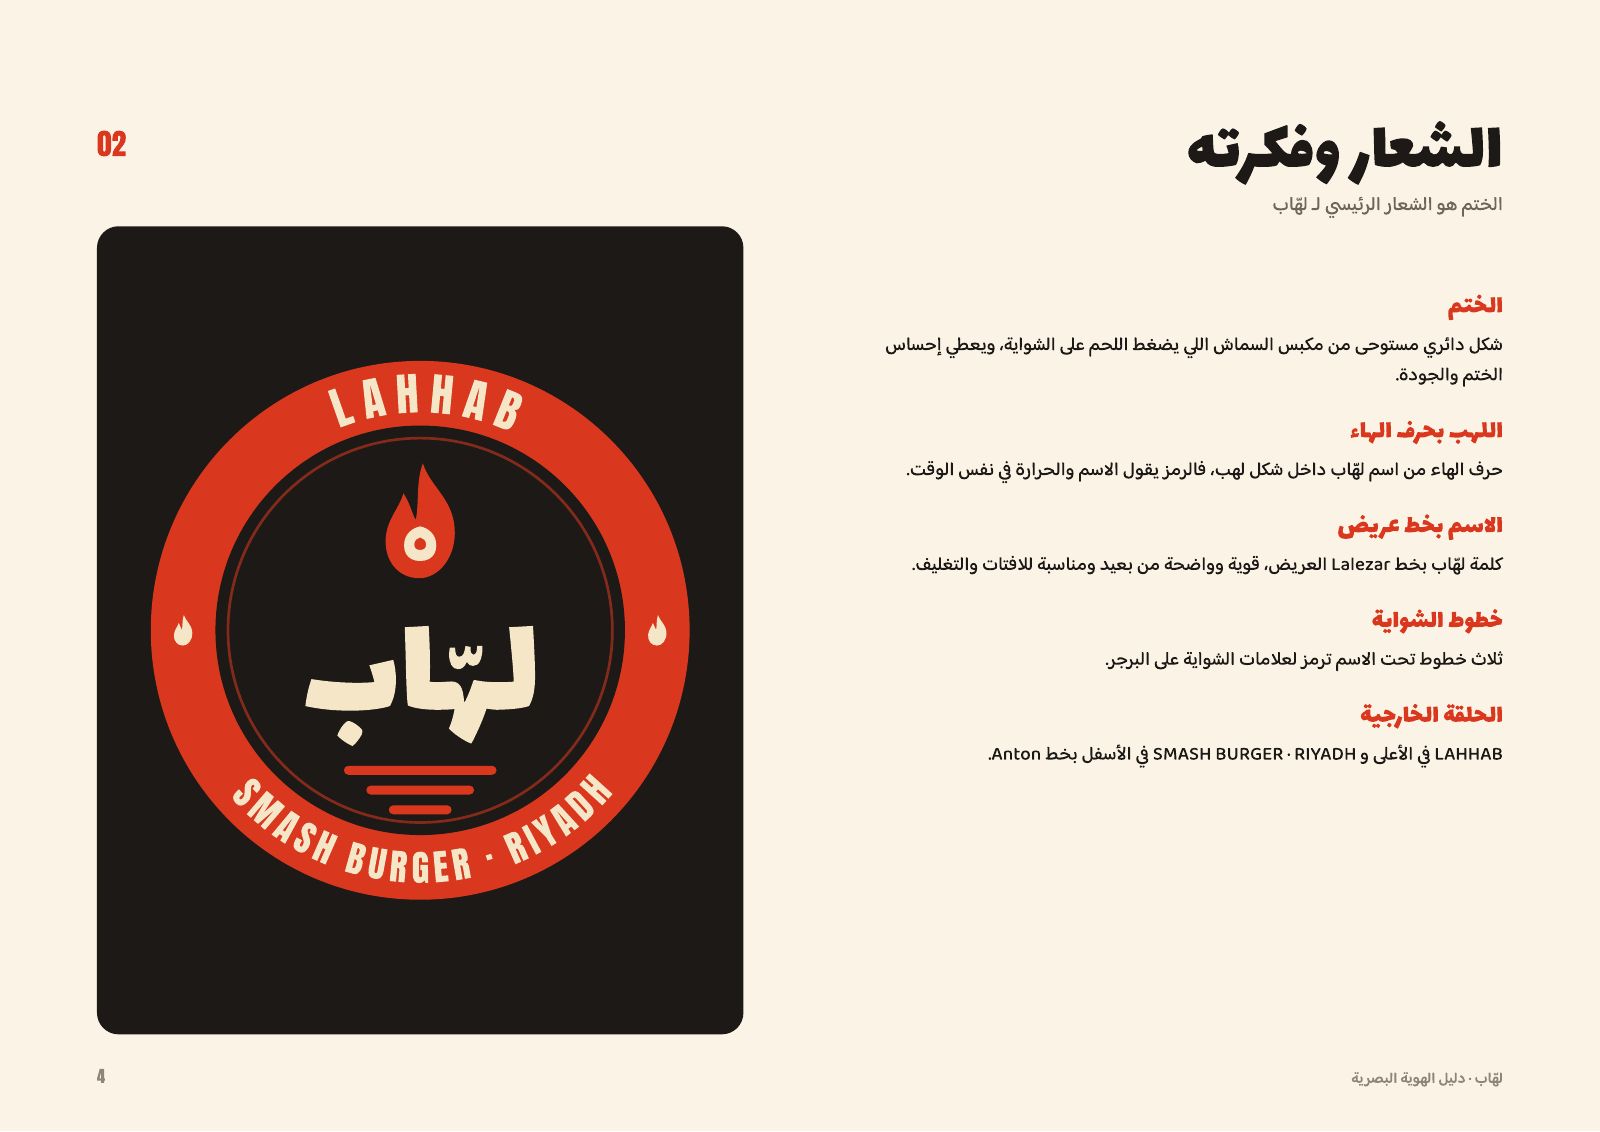 الشعار وفكرته
02
الختم هو الشعار الرئيسي لـ لهّاب
الختم
شكل دائري مستوحى من مكبس السماش اللي يضغط اللحم على الشواية، ويعطي إحساس
الختم والجودة.
اللهب بحرف الهاء
حرف الهاء من اسم لهّاب داخل شكل لهب، فالرمز يقول الاسم والحرارة في نفس الوقت.
الاسم بخط عريض
كلمة لهّاب بخط Lalezar العريض، قوية وواضحة من بعيد ومناسبة للافتات والتغليف.
خطوط الشواية
ثلاث خطوط تحت الاسم ترمز لعلامات الشواية على البرجر.
الحلقة الخارجية
LAHHAB في الأعلى و SMASH BURGER · RIYADH في الأسفل بخط Anton.
LAHHAB
ه
لهّاب
SMASH BURGER · RIYADH
لهّاب · دليل الهوية البصرية
4